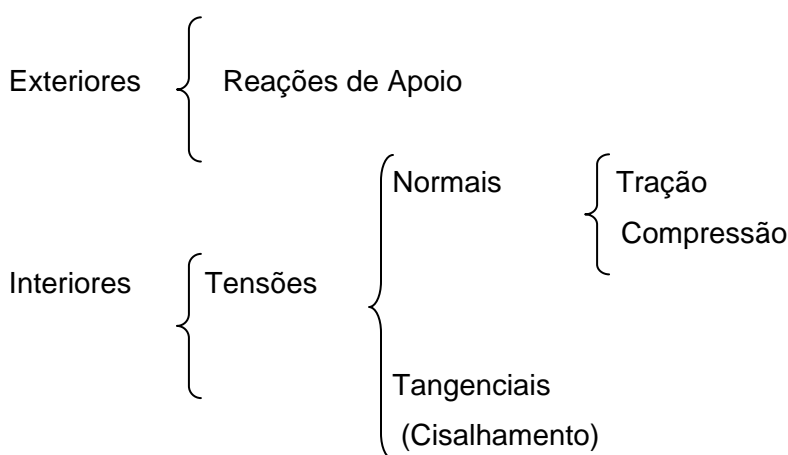 Exteriores
Reações de Apoio
Normais
Tração
Compressão
Interiores
Tensões
Tangenciais
(Cisalhamento)